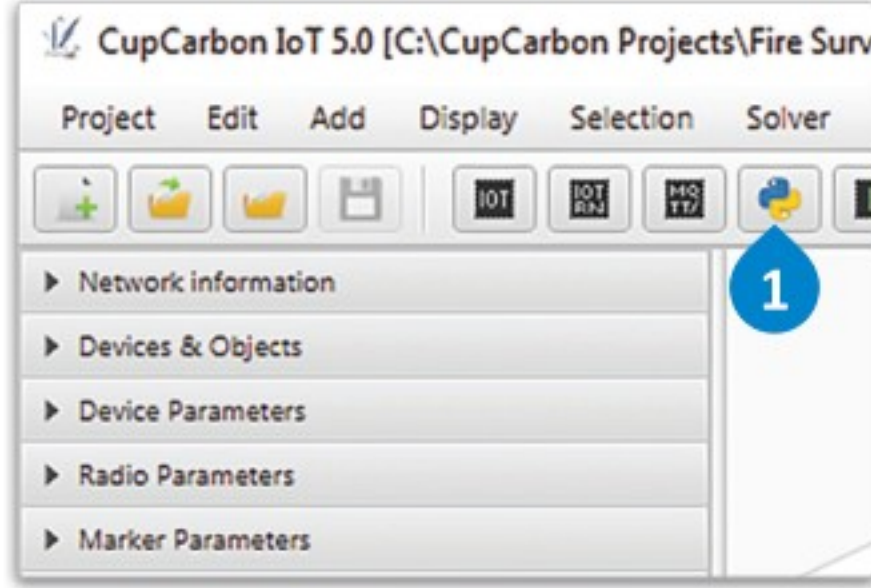 CupCarbon IoT 5.0 [C:\CupCarbon Projects\Fire Surv
Project Edit Add Display Selection Solver
IOT IOT RN MQ TT/
1
Network information
Devices & Objects
Device Parameters
Radio Parameters
Marker Parameters